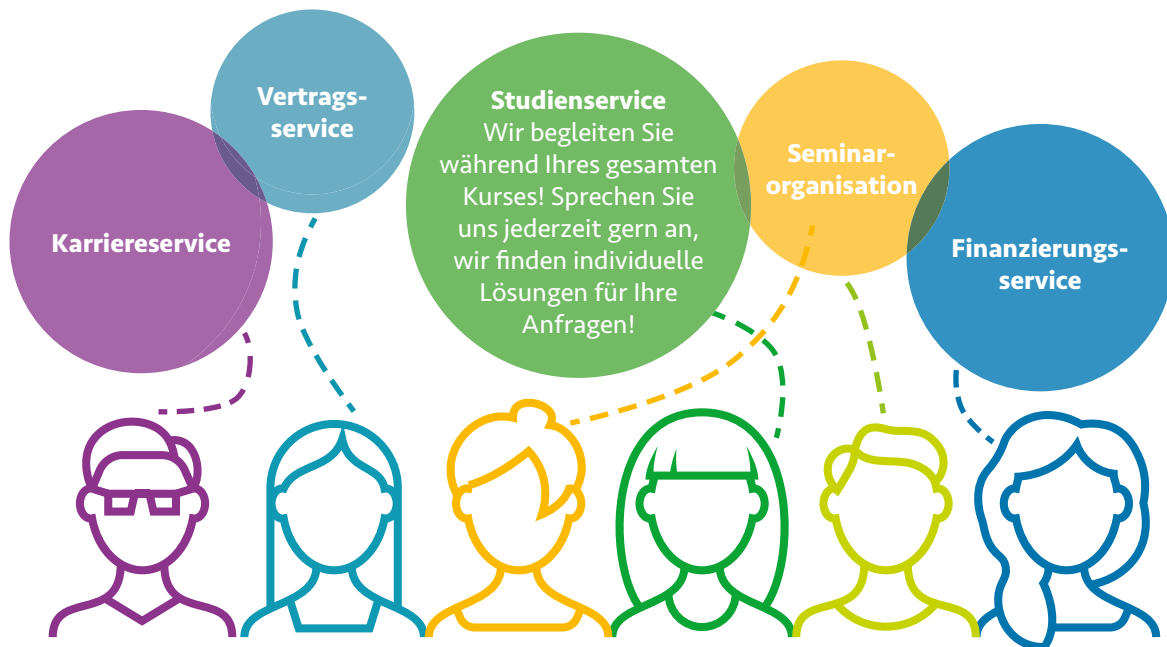 Karriereservice
Vertrags-
service
Studienservice
Wir begleiten Sie
während Ihres gesamten
Kurses! Sprechen Sie
uns jederzeit gern an,
wir finden individuelle
Lösungen für Ihre
Anfragen!
Seminar-
organisation
Finanzierungs-
service